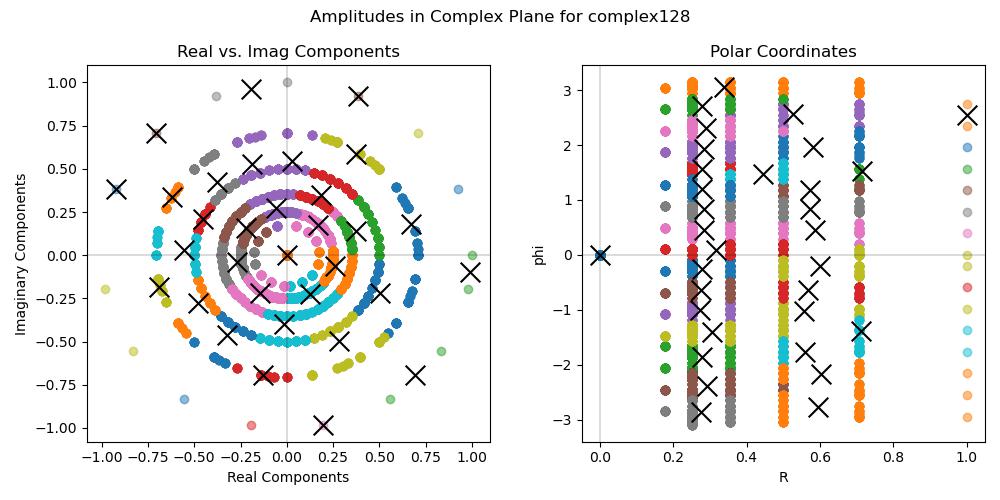 Amplitudes in Complex Plane for complex128
Real vs. Imag Components
Polar Coordinates
1.00
0.75
0.50
0.25
0.00
−0.25
−0.50
−0.75
−1.00
Imaginary Components
−1.00 −0.75 −0.50 −0.25 0.00 0.25 0.50 0.75 1.00
Real Components
3
2
1
0
−1
−2
−3
phi
0.0 0.2 0.4 0.6 0.8 1.0
R